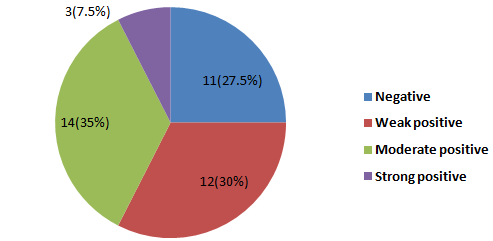 3(7.5%)
11(27.5%)
14(35%)
12(30%)
Negative
Weak positive
Moderate positive
Strong positive